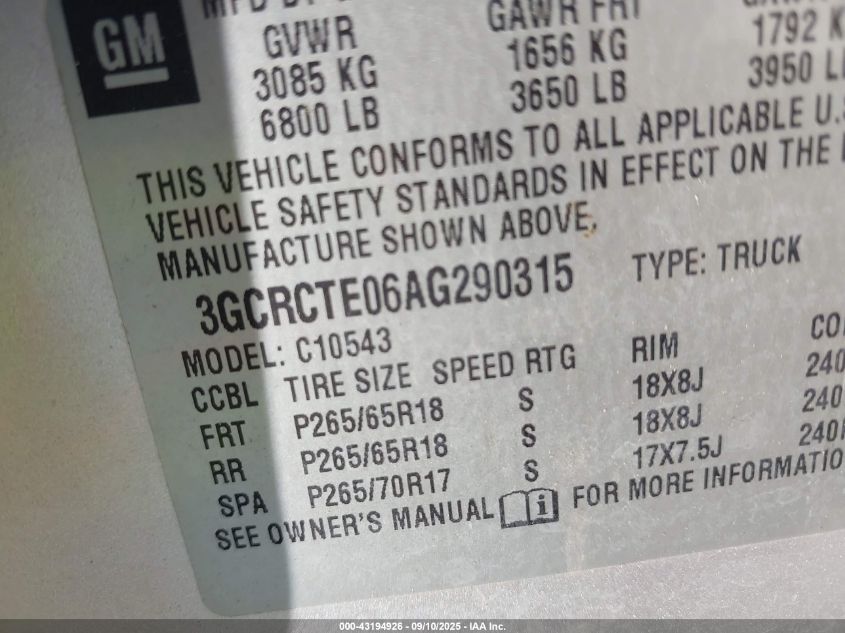 GM
GVWR GAWR FRT
3085 KG 1656 KG 1792
6800 LB 3650 LB 3950
THIS VEHICLE CONFORMS TO ALL APPLICABLE U.S
VEHICLE SAFETY STANDARDS IN EFFECT ON THE
MANUFACTURE SHOWN ABOVE.
3GCRCTE06AG290315 TYPE: TRUCK
MODEL: C10543
CCBL TIRE SIZE SPEED RTG RIM
FRT P265/65R18 S 18X8J 240
RR P265/65R18 S 18X8J 240
SPA P265/70R17 S 17X7.5J 240
SEE OWNER'S MANUAL i FOR MORE INFORMATIO
000-43194926 - 09/10/2025 - IAA Inc.